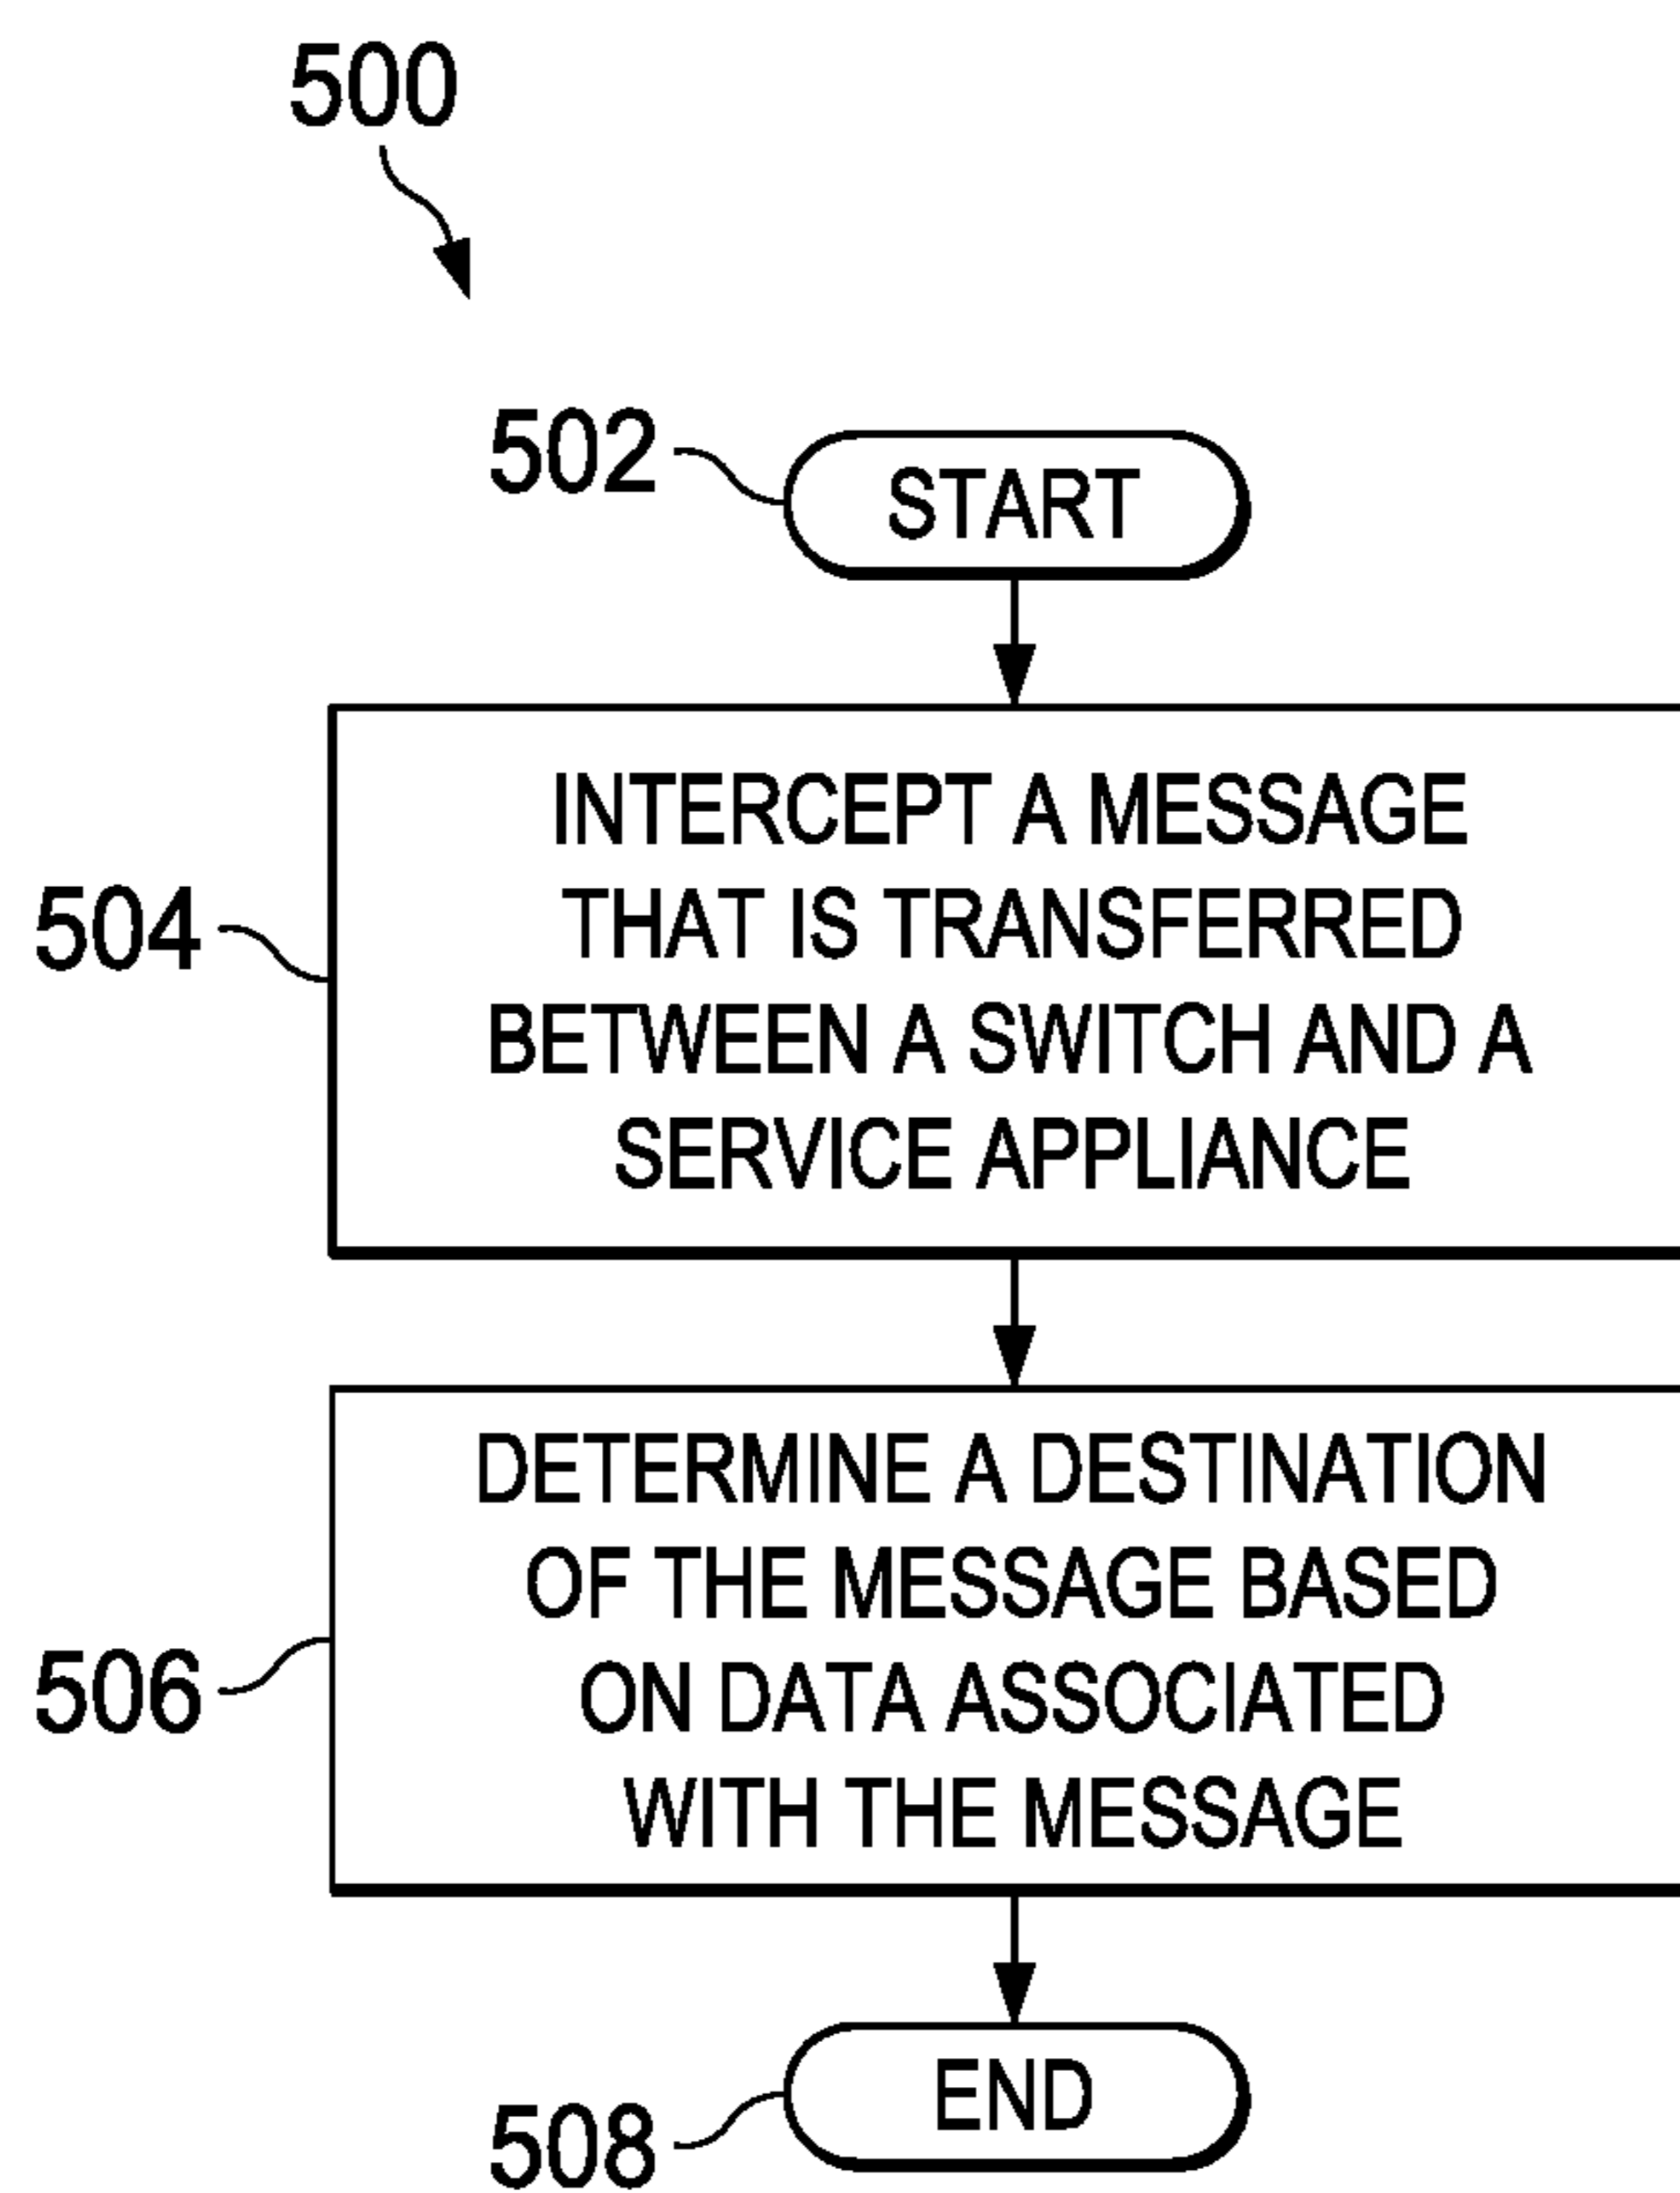 500
502
START
INTERCEPT A MESSAGE
THAT IS TRANSFERRED
504
BETWEEN A SWITCH AND A
SERVICE APPLIANCE
DETERMINE A DESTINATION
OF THE MESSAGE BASED
ON DATA ASSOCIATED
506
WITH THE MESSAGE
END
508